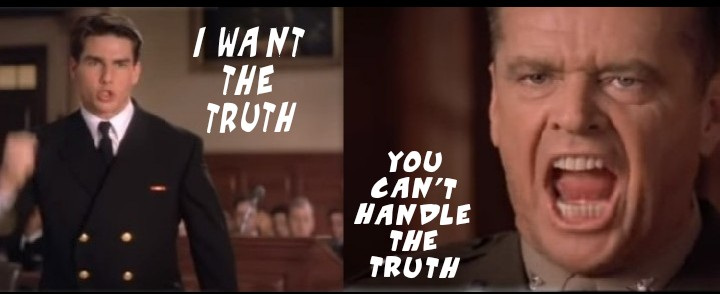 I WANT
THE
TRUTH
YOU
CAN'T
HANDLE
THE
TRUTH